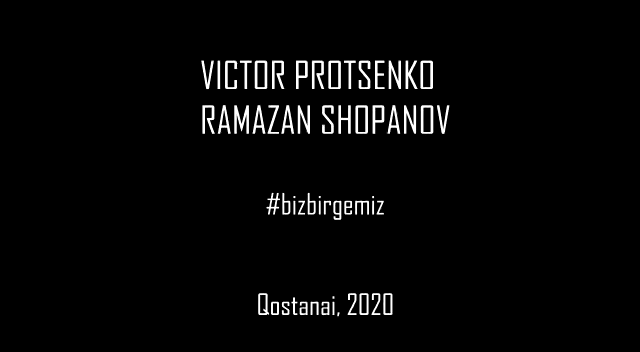 VICTOR PROTSENKO
RAMAZAN SHOPANOV
#bizbirgemiz
Qostanai, 2020